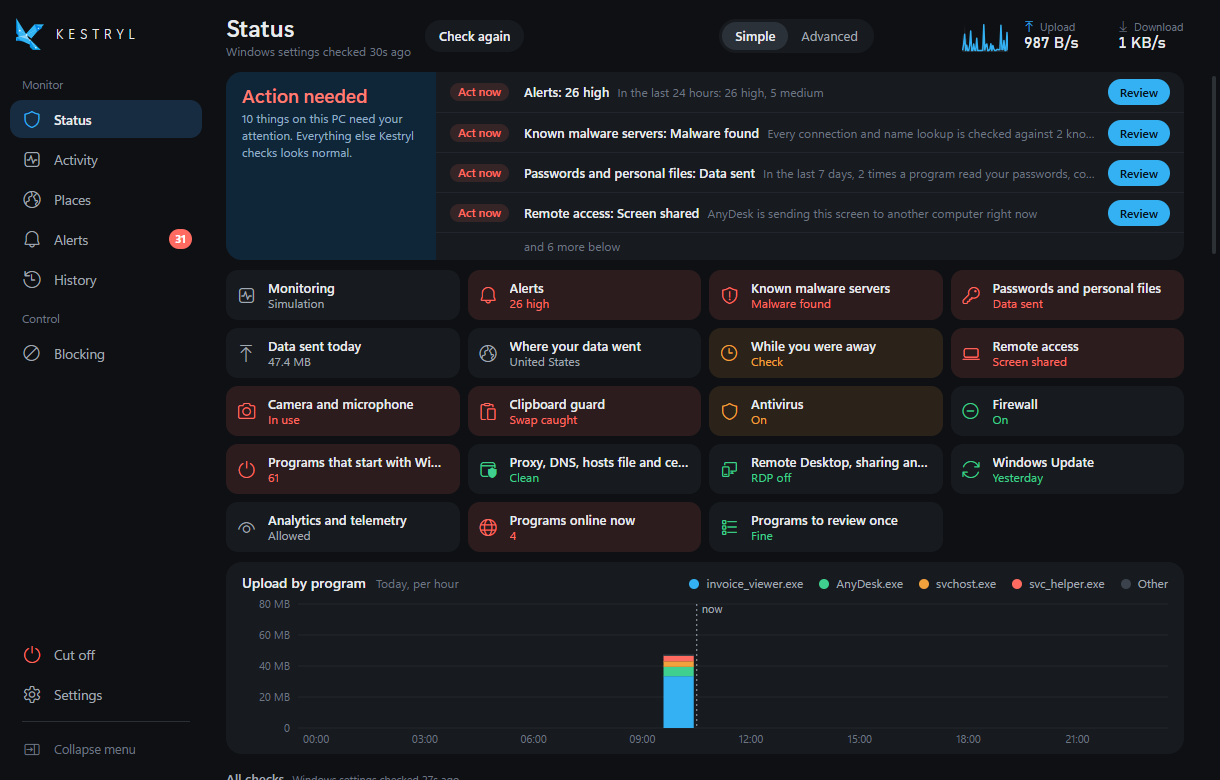 KESTRYL
Status
Windows settings checked 30s ago
Check again
Simple
Advanced
Upload
987 B/s
Download
1 KB/s
Monitor
Status
Activity
Places
Alerts
31
History
Control
Blocking
Cut off
Settings
Collapse menu
Action needed
10 things on this PC need your
attention. Everything else Kestryl
checks looks normal.
Act now
Alerts: 26 high
In the last 24 hours: 26 high, 5 medium
Review
Act now
Known malware servers: Malware found
Every connection and name lookup is checked against 2 kno...
Review
Act now
Passwords and personal files: Data sent
In the last 7 days, 2 times a program read your passwords, co...
Review
Act now
Remote access: Screen shared
AnyDesk is sending this screen to another computer right now
Review
and 6 more below
Monitoring
Simulation
Alerts
26 high
Known malware servers
Malware found
Passwords and personal files
Data sent
Data sent today
47.4 MB
Where your data went
United States
While you were away
Check
Remote access
Screen shared
Camera and microphone
In use
Clipboard guard
Swap caught
Antivirus
On
Firewall
On
Programs that start with Wi...
61
Proxy, DNS, hosts file and ce...
Clean
Remote Desktop, sharing an...
RDP off
Windows Update
Yesterday
Analytics and telemetry
Allowed
Programs online now
4
Programs to review once
Fine
Upload by program
Today, per hour
invoice_viewer.exe
AnyDesk.exe
svchost.exe
svc_helper.exe
Other
80 MB
60 MB
40 MB
20 MB
0
now
00:00
03:00
06:00
09:00
12:00
15:00
18:00
21:00
All checks
Windows settings checked 27s ago